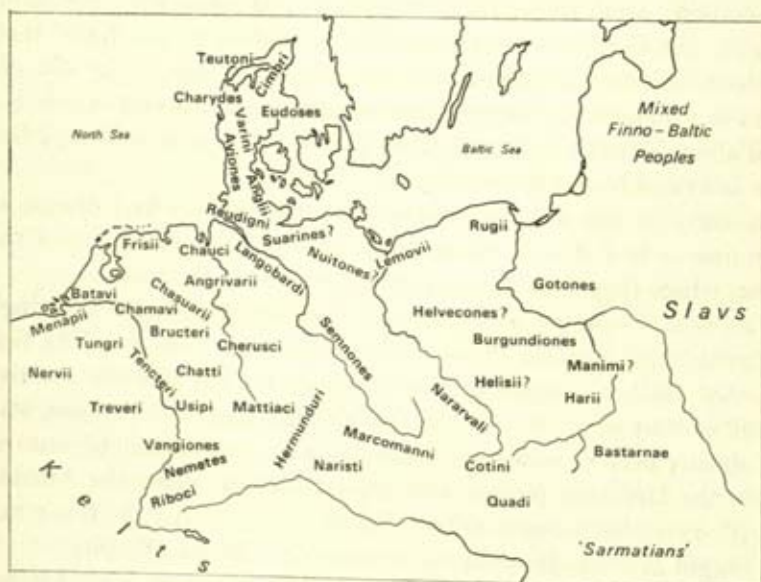 Teutoni
Cimbri
Charydes
Eudoses
Varini
Aviones
Anglii
Reudigni
North Sea
Baltic Sea
Mixed
Finno-Baltic
Peoples
Suarines?
Nuitones?
Lemovii
Rugii
Frisii
Chauci
Langobardi
Angrivarii
Gotones
Slavs
Batavi
Chasuarii
Menapii
Chamavi
Bructeri
Cherusci
Semnones
Helvecones?
Burgundiones
Tungri
Tencteri
Chatti
Manimi?
Nervii
Helisii?
Harii
Treveri
Usipi
Mattiaci
Hermunduri
Nararvali
Marcomanni
Vangiones
Nemetes
Naristi
Cotini
Bastarnae
Riboci
Quadi
Kelts
'Sarmatians'